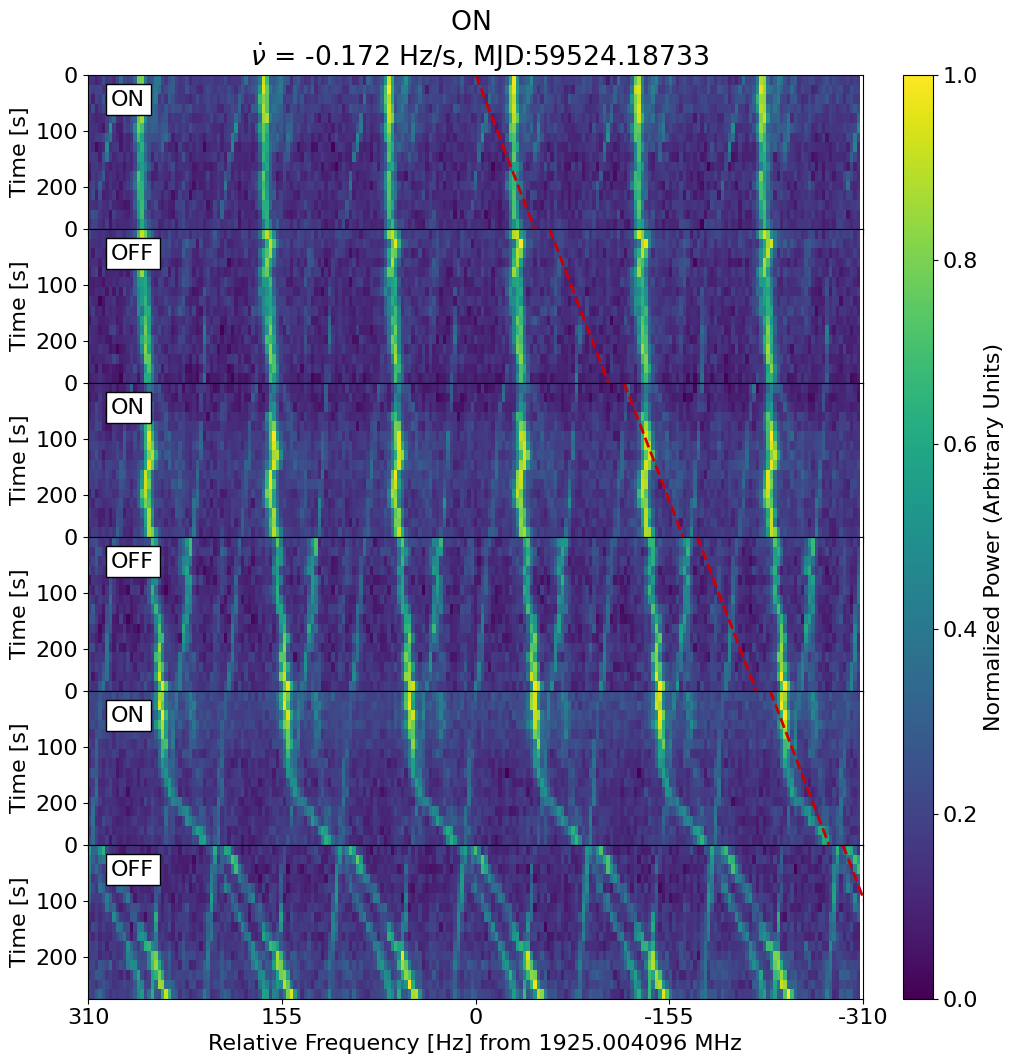 ON
ν̇ = -0.172 Hz/s, MJD:59524.18733
0
100
200
Time [s]
ON
0
100
200
Time [s]
OFF
0
100
200
Time [s]
ON
0
100
200
Time [s]
OFF
0
100
200
Time [s]
ON
0
100
200
Time [s]
OFF
310
155
0
-155
-310
Relative Frequency [Hz] from 1925.004096 MHz
1.0
0.8
0.6
0.4
0.2
0.0
Normalized Power (Arbitrary Units)